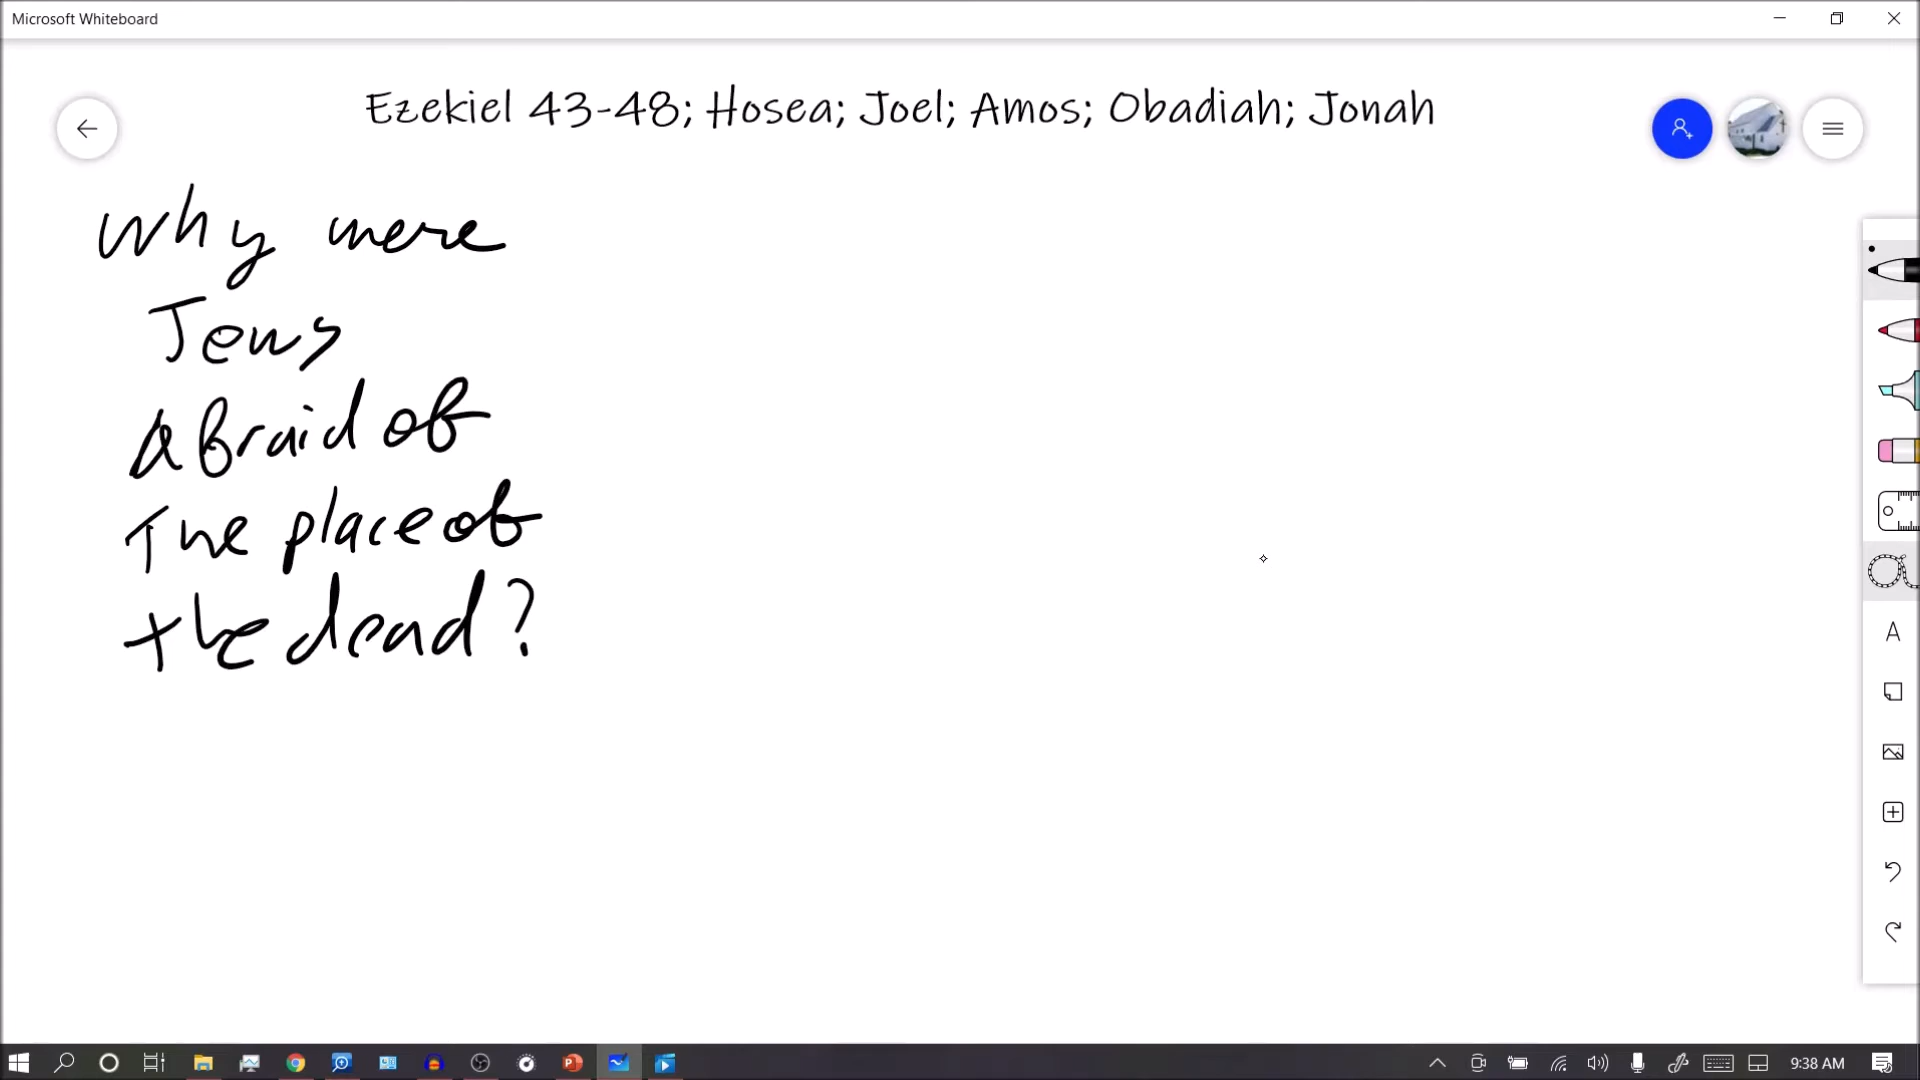 Microsoft Whiteboard
Ezekiel 43-48; Hosea; Joel; Amos; Obadiah; Jonah
Why were
Jews
Afraid of
The place of
the dead?
A
9:38 AM